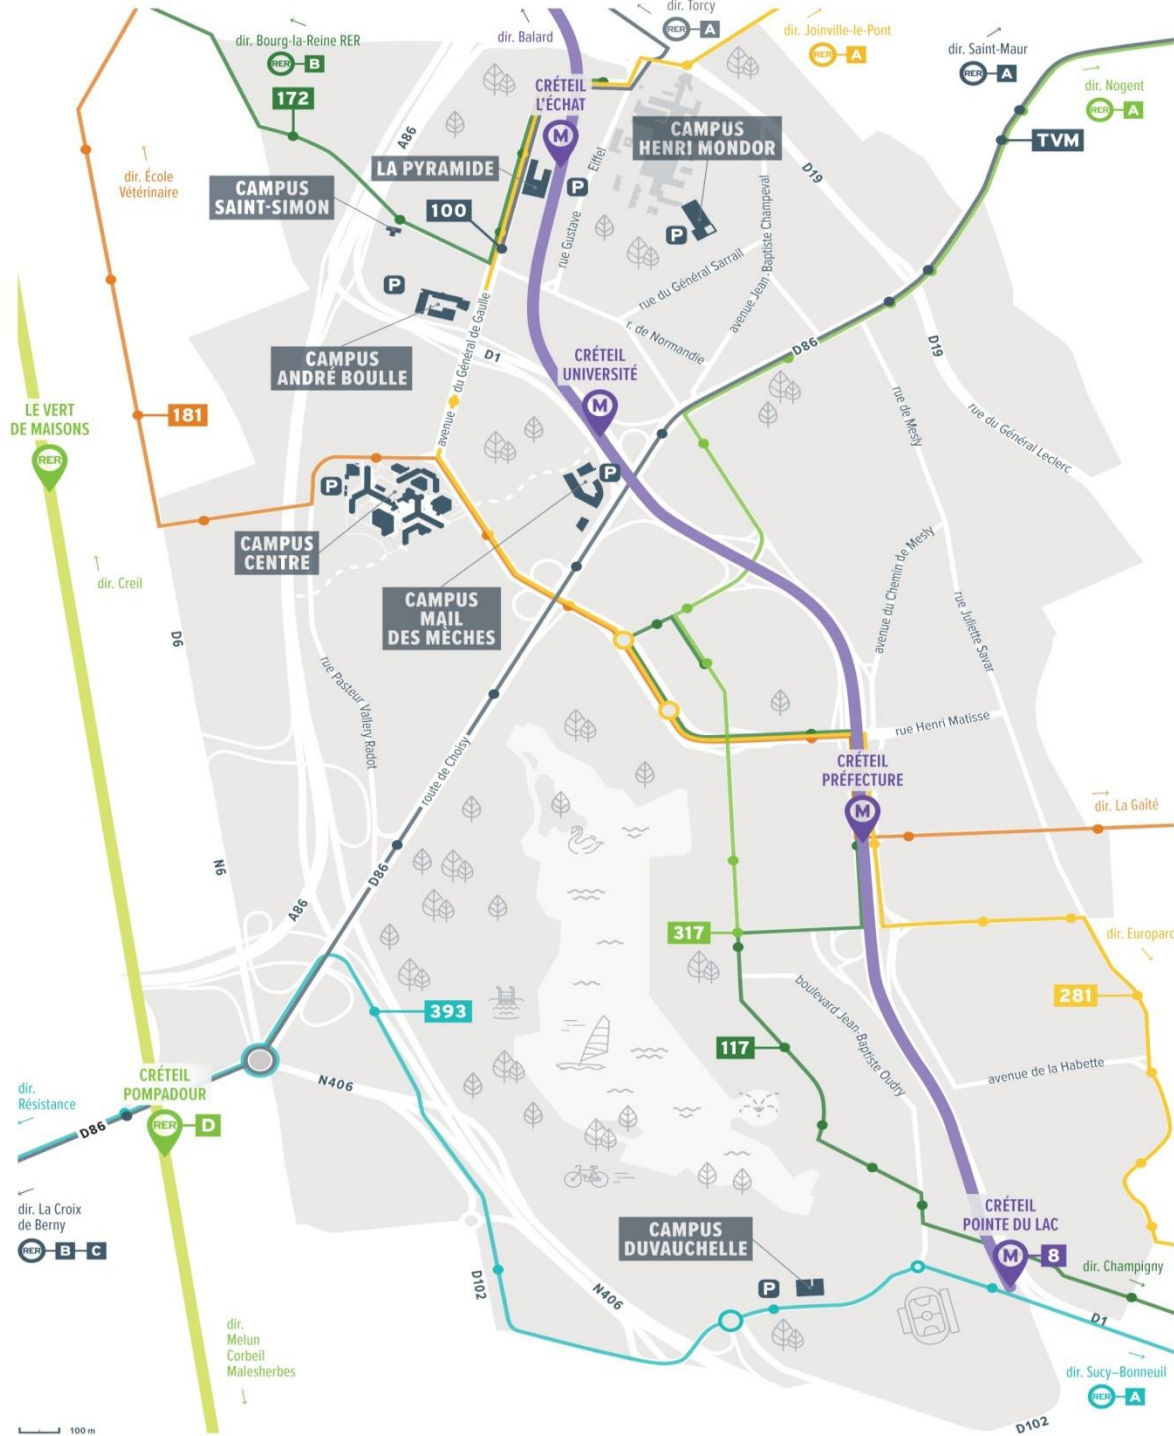 dir. Torcy
RER A
dir. Bourg-la-Reine RER
RER B
172
dir. Balard
dir. Joinville-le-Pont
RER A
dir. Saint-Maur
RER A
dir. Nogent
RER A
TVM
CRÉTEIL
L'ÉCHAT
M
A86
CAMPUS
HENRI MONDOR
LA PYRAMIDE
P
dir. École
Vétérinaire
CAMPUS
SAINT-SIMON
100
rue Gustave Eiffel
P
D19
avenue Jean-Baptiste Champeval
rue du Général Sarrail
P
r. de Normandie
CAMPUS
ANDRÉ BOULLE
avenue du Général de Gaulle
D1
D86
D19
CRÉTEIL
UNIVERSITÉ
M
LE VERT
DE MAISONS
RER
181
rue de Mesly
rue du Général Leclerc
P
P
CAMPUS
CENTRE
dir. Creil
CAMPUS
MAIL
DES MÈCHES
avenue du Chemin de Mesly
rue Juliette Savar
D6
rue Pasteur Vallery Radot
rue Henri Matisse
route de Choisy
CRÉTEIL
PRÉFECTURE
M
dir. La Gaîté
N6
D86
A86
317
dir. Europarc
281
393
boulevard Jean-Baptiste Oudry
117
avenue de la Habette
CRÉTEIL
POMPADOUR
RER D
N406
dir.
Résistance
D86
dir. La Croix
de Berny
RER B C
CRÉTEIL
POINTE DU LAC
M 8
CAMPUS
DUVAUCHELLE
P
dir. Champigny
D102
N406
D1
dir.
Melun
Corbeil
Malesherbes
dir. Sucy–Bonneuil
RER A
D102
100 m